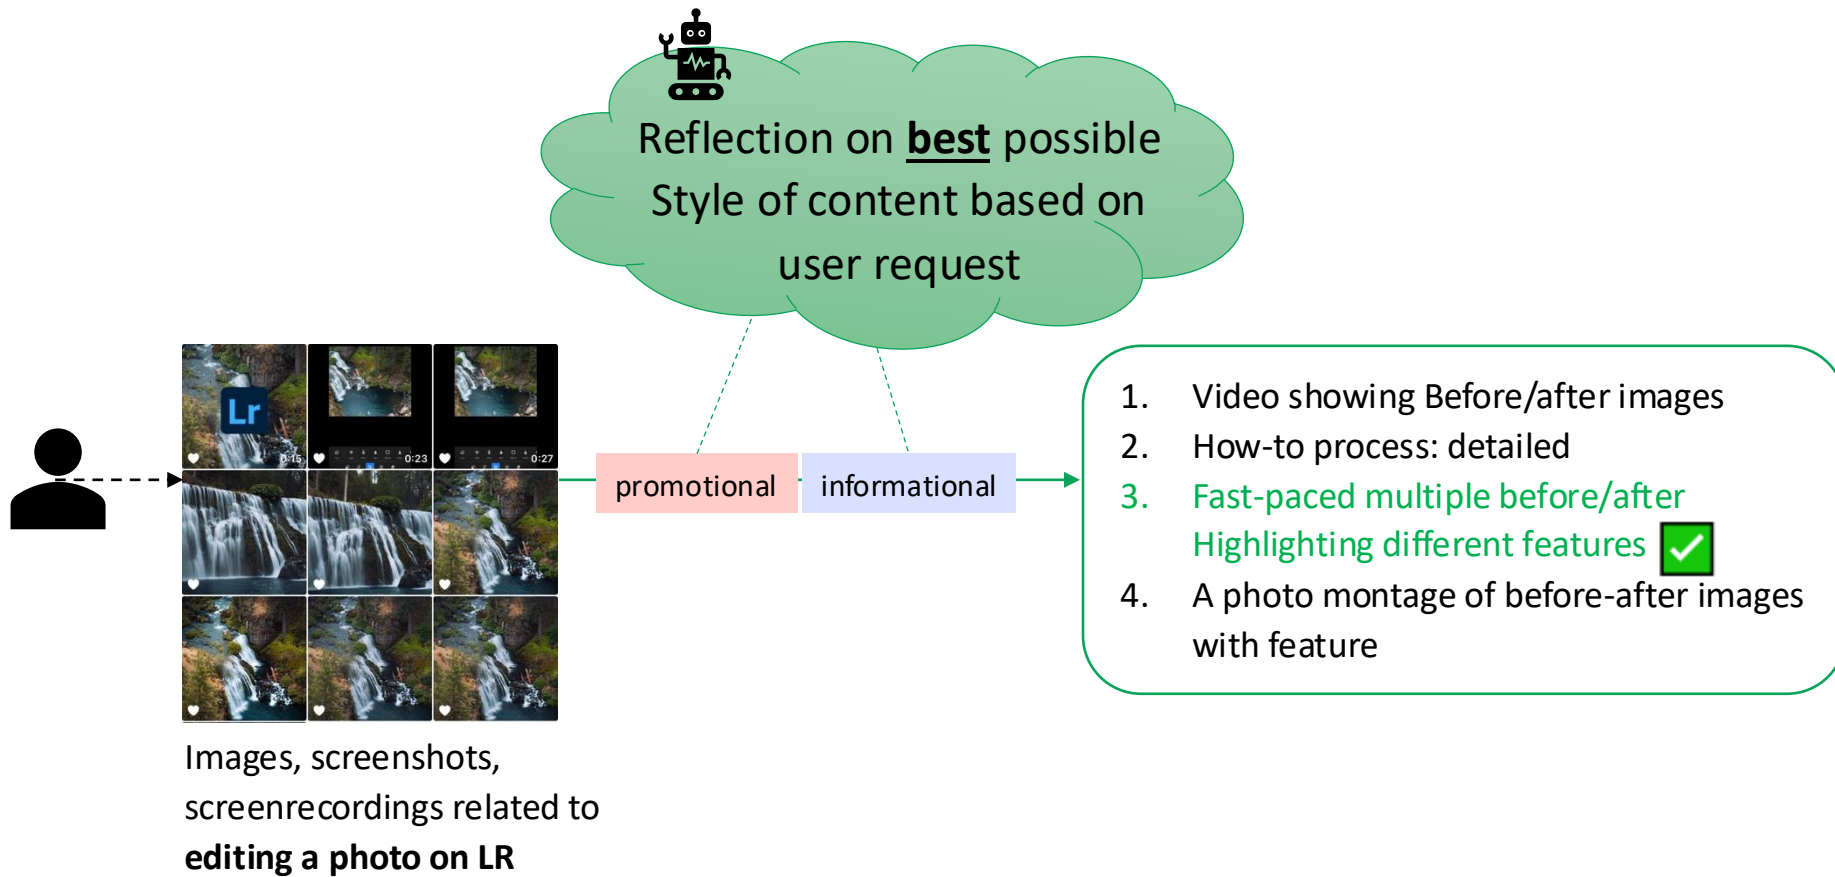 Reflection on best possible
Style of content based on
user request
Lr
0:15
0:23
0:27
promotional
informational
1. Video showing Before/after images
2. How-to process: detailed
3. Fast-paced multiple before/after
Highlighting different features
4. A photo montage of before-after images
with feature
Images, screenshots,
screenrecordings related to
editing a photo on LR